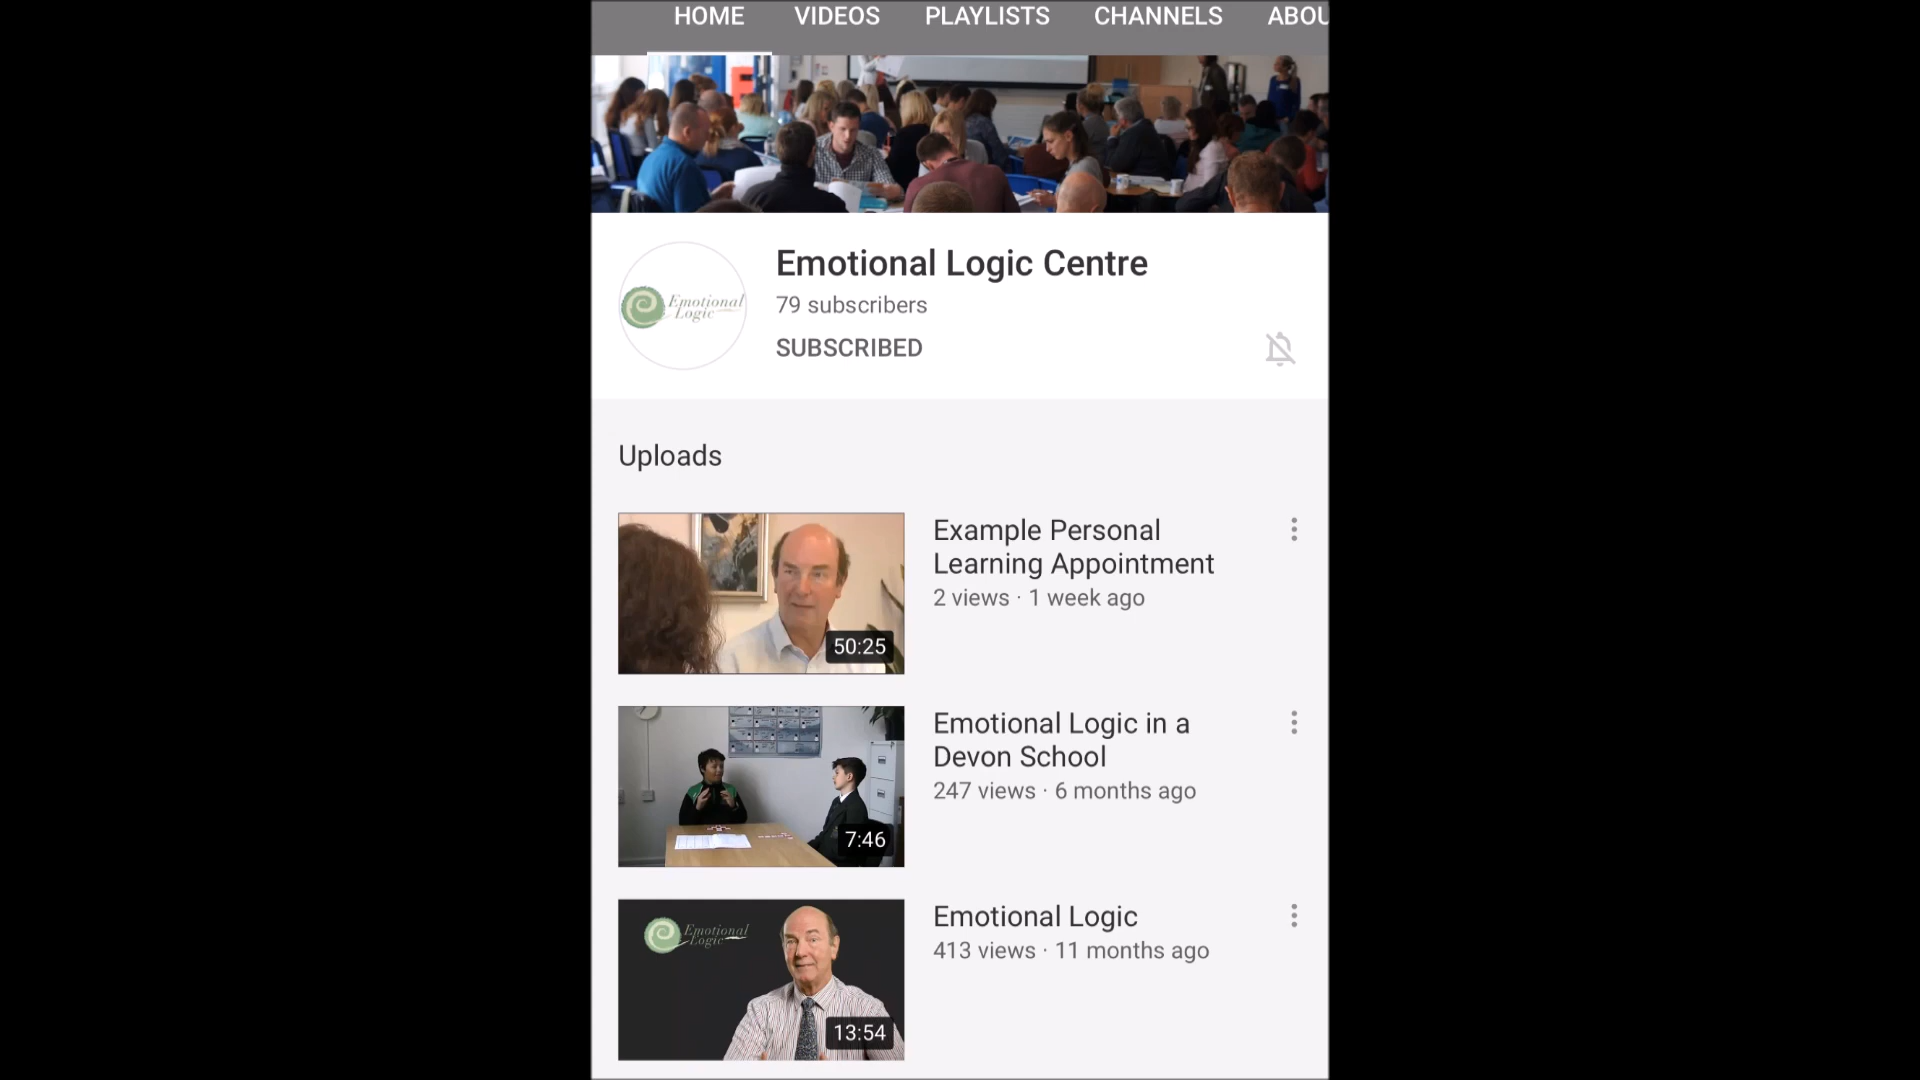 HOME VIDEOS PLAYLISTS CHANNELS ABOU
Emotional Logic Centre
79 subscribers
SUBSCRIBED
Emotional
Logic
Uploads
Example Personal
Learning Appointment
2 views · 1 week ago
50:25
Emotional Logic in a
Devon School
247 views · 6 months ago
7:46
Emotional Logic
413 views · 11 months ago
Emotional
Logic
13:54